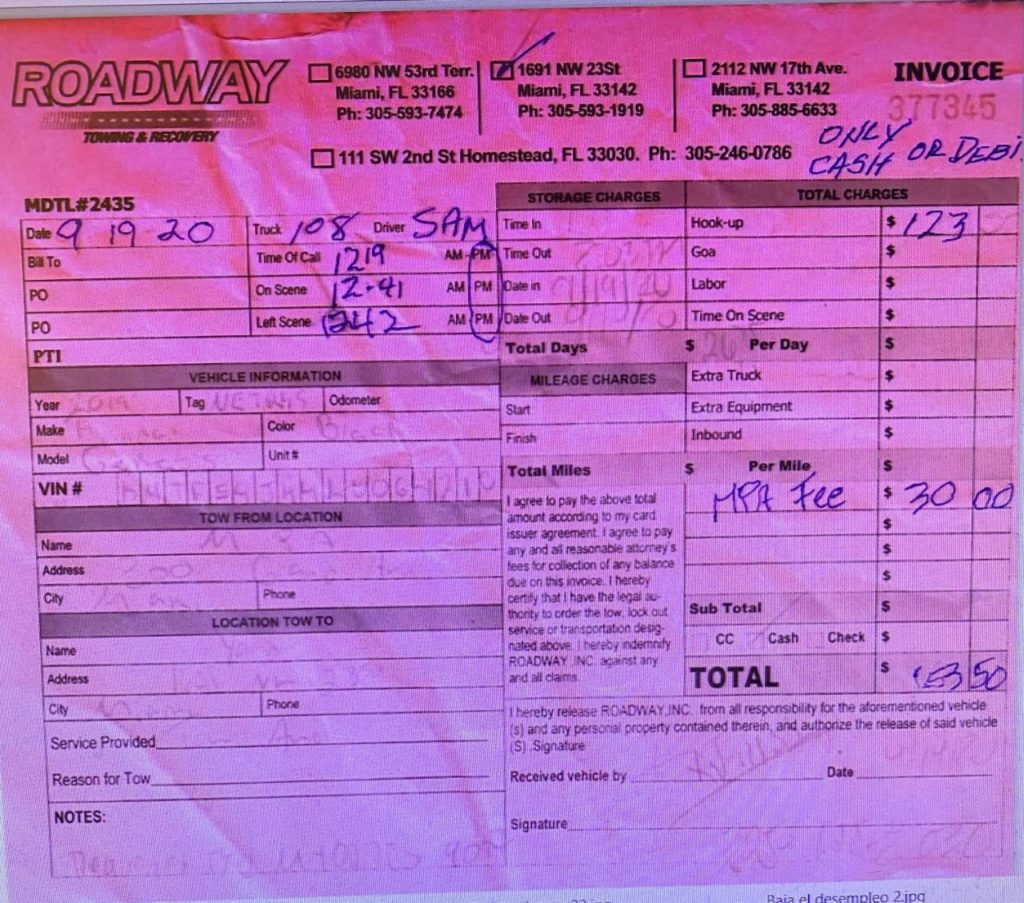 ROADWAY
TOWING & RECOVERY
6980 NW 53rd Terr.
Miami, FL 33166
Ph: 305-593-7474
1691 NW 23St
Miami, FL 33142
Ph: 305-593-1919
2112 NW 17th Ave.
Miami, FL 33142
Ph: 305-885-6633
INVOICE
377345
111 SW 2nd St Homestead, FL 33030. Ph: 305-246-0786
ONLY
CASH OR DEBI
MDTL#2435
Date 9 19 20 Truck 108 Driver SAM
Bill To Time Of Call 1219 AM - PM
PO On Scene 12-41 AM PM
PO Left Scene 1242 AM PM
PTI
VEHICLE INFORMATION
Year 2019 Tag Odometer
Make Color Black
Model Unit #
VIN #
TOW FROM LOCATION
Name
Address
City Phone
LOCATION TOW TO
Name
Address
City Phone
Service Provided
Reason for Tow
NOTES:
STORAGE CHARGES
Time In
Time Out
Date in 9/19/20
Date Out
Total Days $ Per Day $
MILEAGE CHARGES
Start
Finish
Total Miles $ Per Mile $
I agree to pay the above total
amount according to my card
issuer agreement. I agree to pay
any and all reasonable attorney's
fees for collection of any balance
due on this invoice. I hereby
certify that I have the legal au-
thority to order the tow, lock out
service or transportation desig-
nated above. I hereby indemnify
ROADWAY INC. against any
and all claims.
TOTAL CHARGES
Hook-up $ 123
Goa $
Labor $
Time On Scene $
Extra Truck $
Extra Equipment $
Inbound $
MPA Fee $ 30 00
$
$
$
Sub Total $
CC Cash Check $
TOTAL $ 153 50
I hereby release ROADWAY,INC. from all responsibility for the aforementioned vehicle
(s) and any personal property contained therein, and authorize the release of said vehicle
(S) .Signature
Received vehicle by Date
Signature
Baja el desempleo 2.jpg